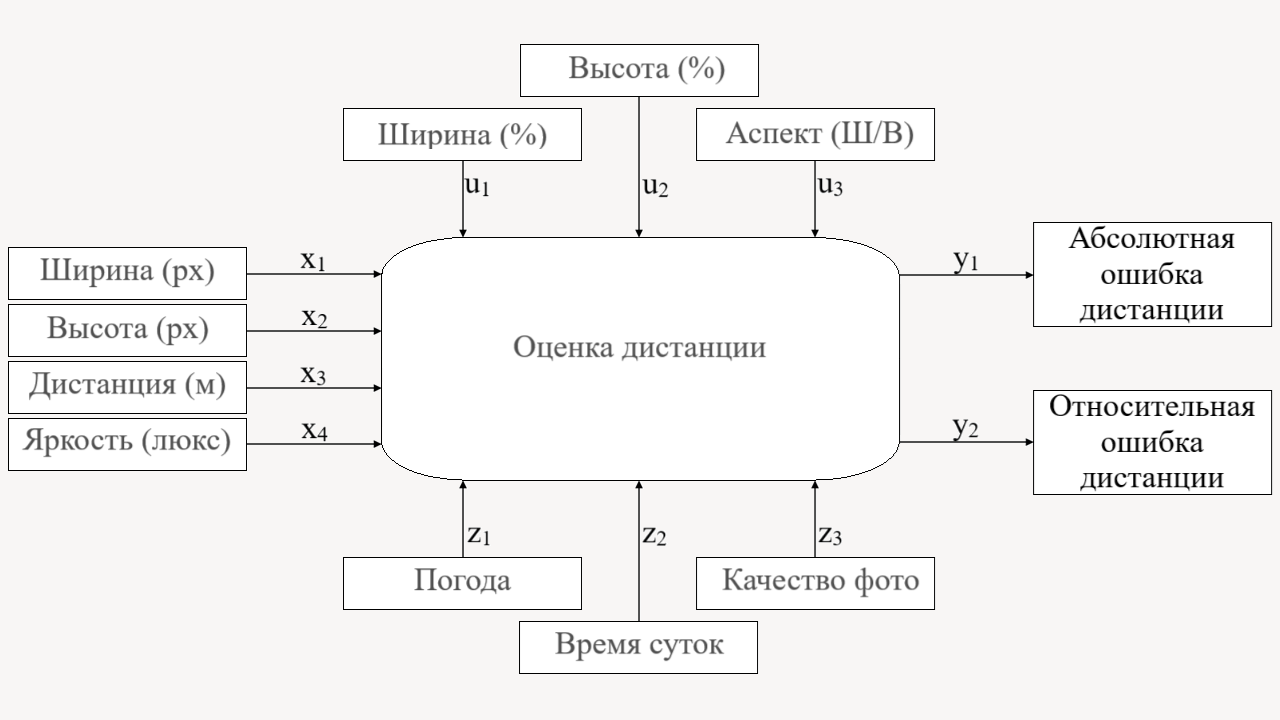 Высота (%)
Ширина (%)
Аспект (Ш/В)
u1
u2
u3
Ширина (px)
x1
Высота (px)
x2
Дистанция (м)
x3
Яркость (люкс)
x4
Оценка дистанции
y1
Абсолютная
ошибка
дистанции
y2
Относительная
ошибка
дистанции
z1
z2
z3
Погода
Качество фото
Время суток